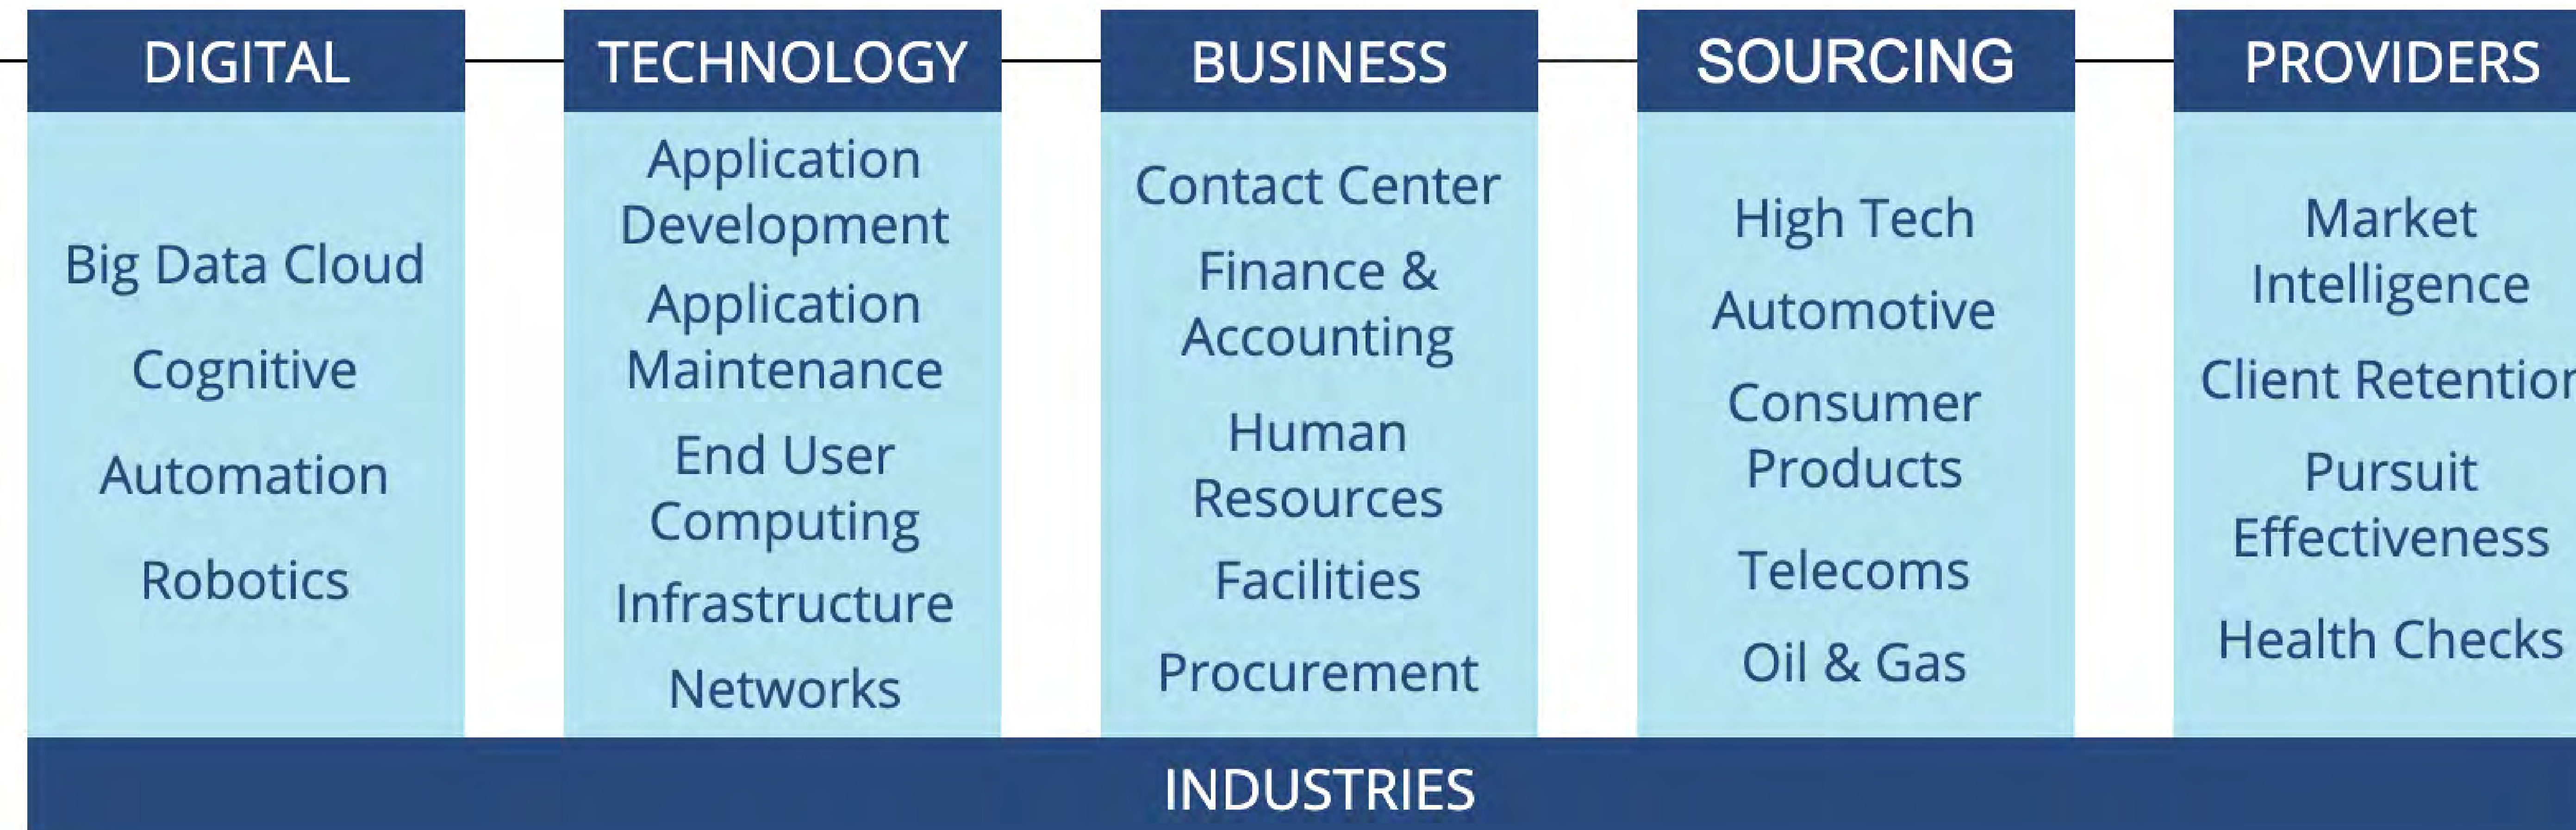 DIGITAL
Big Data Cloud
Cognitive
Automation
Robotics
TECHNOLOGY
Application
Development
Application
Maintenance
End User
Computing
Infrastructure
Networks
BUSINESS
Contact Center
Finance &
Accounting
Human
Resources
Facilities
Procurement
SOURCING
High Tech
Automotive
Consumer
Products
Telecoms
Oil & Gas
PROVIDERS
Market
Intelligence
Client Retention
Pursuit
Effectiveness
Health Checks
INDUSTRIES